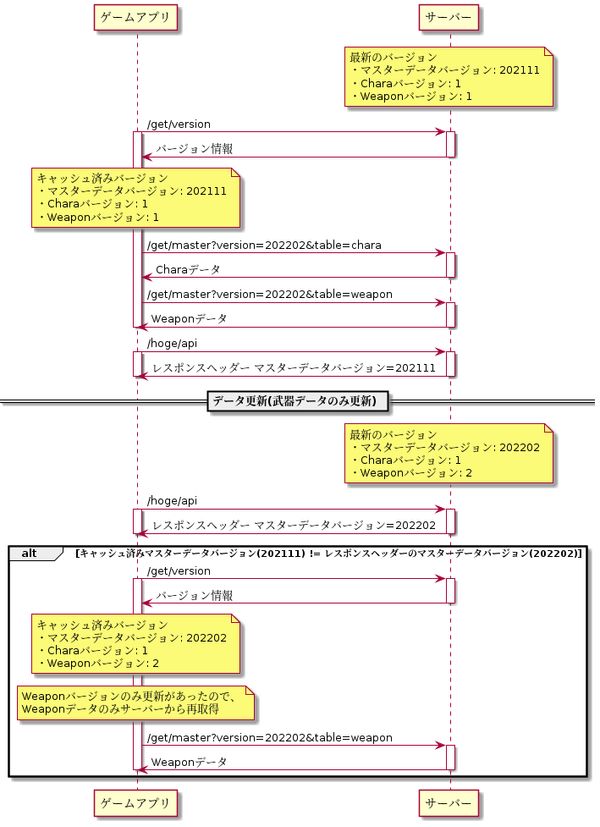 ゲームアプリ
サーバー
最新のバージョン
・マスターデータバージョン: 202111
・Charaバージョン: 1
・Weaponバージョン: 1
/get/version
バージョン情報
キャッシュ済みバージョン
・マスターデータバージョン: 202111
・Charaバージョン: 1
・Weaponバージョン: 1
/get/master?version=202202&table=chara
Charaデータ
/get/master?version=202202&table=weapon
Weaponデータ
/hoge/api
レスポンスヘッダー マスターデータバージョン=202111
データ更新(武器データのみ更新)
最新のバージョン
・マスターデータバージョン: 202202
・Charaバージョン: 1
・Weaponバージョン: 2
/hoge/api
レスポンスヘッダー マスターデータバージョン=202202
alt [キャッシュ済みマスターデータバージョン(202111) != レスポンスヘッダーのマスターデータバージョン(202202)]
/get/version
バージョン情報
キャッシュ済みバージョン
・マスターデータバージョン: 202202
・Charaバージョン: 1
・Weaponバージョン: 2
Weaponバージョンのみ更新があったので、
Weaponデータのみサーバーから再取得
/get/master?version=202202&table=weapon
Weaponデータ
ゲームアプリ
サーバー